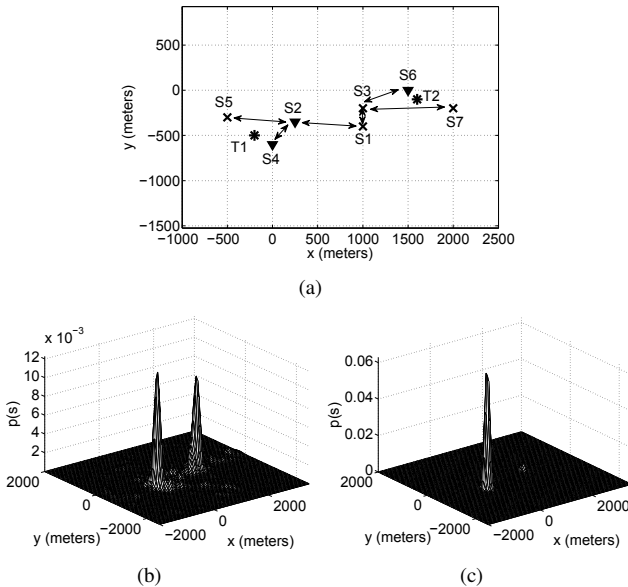 500
0
−500
−1000
−1500
y (meters)
S5
S2
S3
S6
T2
S7
S1
T1
S4
−1000 −500 0 500 1000 1500 2000 2500
x (meters)
(a)
x 10⁻³
12
10
8
6
4
2
p(s)
2000
0
−2000
y (meters)
−2000
0
2000
x (meters)
(b)
0.06
0.04
0.02
0
p(s)
2000
0
−2000
y (meters)
−2000
0
2000
x (meters)
(c)